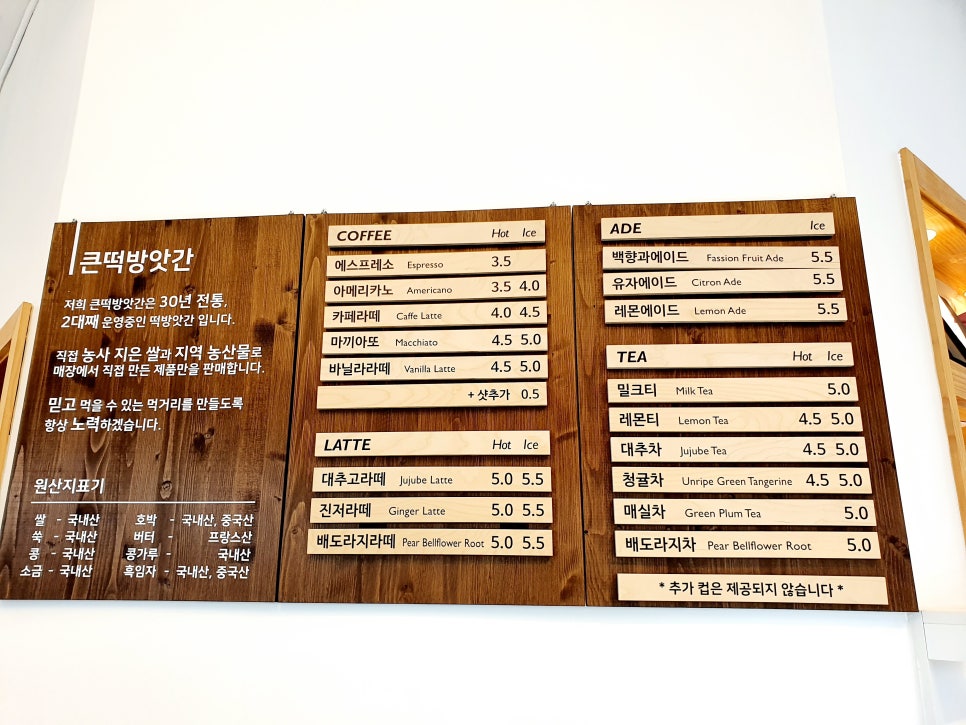 큰떡방앗간
저희 큰떡방앗간은 30년 전통,
2대째 운영중인 떡방앗간 입니다.
직접 농사 지은 쌀과 지역 농산물로
매장에서 직접 만든 제품만을 판매합니다.
믿고 먹을 수 있는 먹거리를 만들도록
항상 노력하겠습니다.
원산지표기
쌀 - 국내산 호박 - 국내산, 중국산
쑥 - 국내산 버터 - 프랑스산
콩 - 국내산 콩가루 - 국내산
소금 - 국내산 흑임자 - 국내산, 중국산
COFFEE Hot Ice
에스프레소 Espresso 3.5
아메리카노 Americano 3.5 4.0
카페라떼 Caffe Latte 4.0 4.5
마끼아또 Macchiato 4.5 5.0
바닐라라떼 Vanilla Latte 4.5 5.0
+ 샷추가 0.5
LATTE Hot Ice
대추고라떼 Jujube Latte 5.0 5.5
진저라떼 Ginger Latte 5.0 5.5
배도라지라떼 Pear Bellflower Root 5.0 5.5
ADE Ice
백향과에이드 Fassion Fruit Ade 5.5
유자에이드 Citron Ade 5.5
레몬에이드 Lemon Ade 5.5
TEA Hot Ice
밀크티 Milk Tea 5.0
레몬티 Lemon Tea 4.5 5.0
대추차 Jujube Tea 4.5 5.0
청귤차 Unripe Green Tangerine 4.5 5.0
매실차 Green Plum Tea 5.0
배도라지차 Pear Bellflower Root 5.0
* 추가 컵은 제공되지 않습니다 *